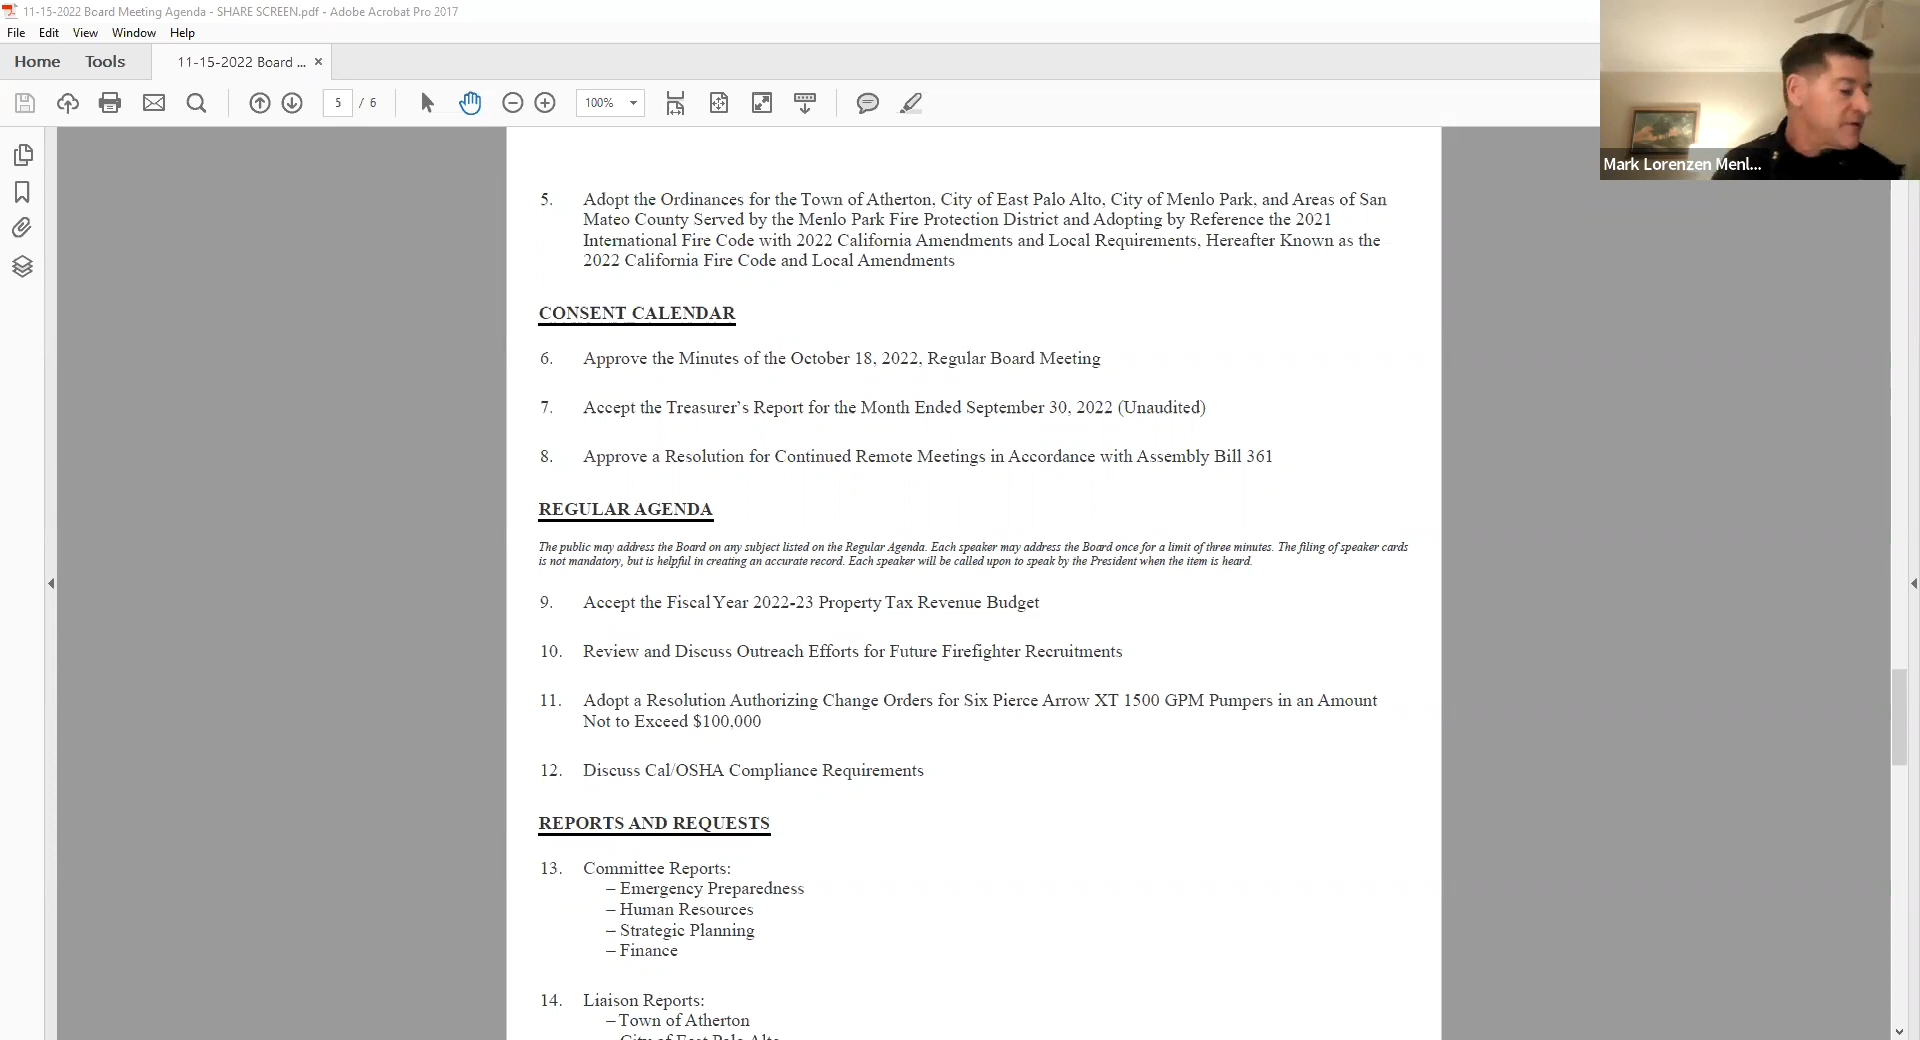 11-15-2022 Board Meeting Agenda - SHARE SCREEN.pdf - Adobe Acrobat Pro 2017
File Edit View Window Help
Home Tools 11-15-2022 Board ... ×
5 / 6 100%
Mark Lorenzen Menl...
5. Adopt the Ordinances for the Town of Atherton, City of East Palo Alto, City of Menlo Park, and Areas of San
Mateo County Served by the Menlo Park Fire Protection District and Adopting by Reference the 2021
International Fire Code with 2022 California Amendments and Local Requirements, Hereafter Known as the
2022 California Fire Code and Local Amendments
CONSENT CALENDAR
6. Approve the Minutes of the October 18, 2022, Regular Board Meeting
7. Accept the Treasurer’s Report for the Month Ended September 30, 2022 (Unaudited)
8. Approve a Resolution for Continued Remote Meetings in Accordance with Assembly Bill 361
REGULAR AGENDA
The public may address the Board on any subject listed on the Regular Agenda. Each speaker may address the Board once for a limit of three minutes. The filing of speaker cards
is not mandatory, but is helpful in creating an accurate record. Each speaker will be called upon to speak by the President when the item is heard.
9. Accept the Fiscal Year 2022-23 Property Tax Revenue Budget
10. Review and Discuss Outreach Efforts for Future Firefighter Recruitments
11. Adopt a Resolution Authorizing Change Orders for Six Pierce Arrow XT 1500 GPM Pumpers in an Amount
Not to Exceed $100,000
12. Discuss Cal/OSHA Compliance Requirements
REPORTS AND REQUESTS
13. Committee Reports:
– Emergency Preparedness
– Human Resources
– Strategic Planning
– Finance
14. Liaison Reports:
– Town of Atherton
City of East Palo Alto